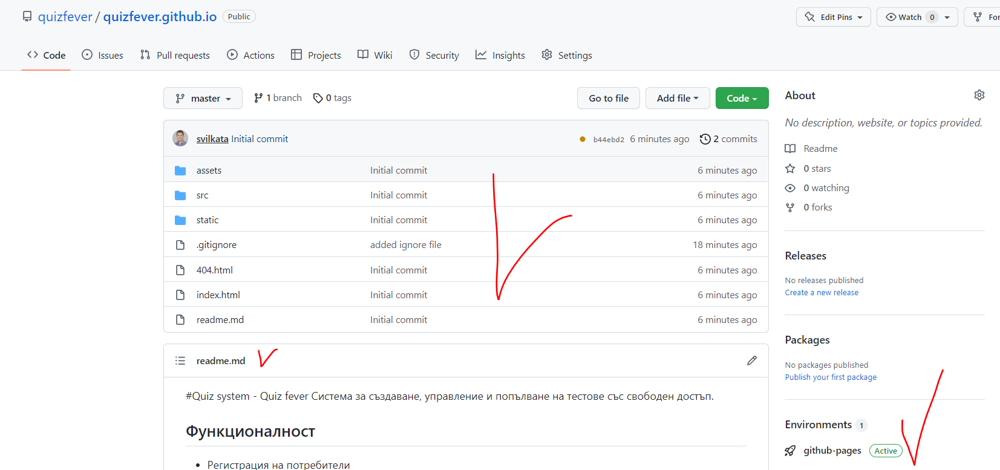 quizfever / quizfever.github.io Public
Edit Pins
Watch 0
Code Issues Pull requests Actions Projects Wiki Security Insights Settings
master 1 branch 0 tags
Go to file Add file Code
svilkata Initial commit b44ebd2 6 minutes ago 2 commits
assets Initial commit 6 minutes ago
src Initial commit 6 minutes ago
static Initial commit 6 minutes ago
.gitignore added ignore file 18 minutes ago
404.html Initial commit 6 minutes ago
index.html Initial commit 6 minutes ago
readme.md Initial commit 6 minutes ago
readme.md
#Quiz system - Quiz fever Система за създаване, управление и попълване на тестове със свободен достъп.
Функционалност
• Регистрация на потребители
About
No description, website, or topics provided.
Readme
0 stars
0 watching
0 forks
Releases
No releases published
Create a new release
Packages
No packages published
Publish your first package
Environments 1
github-pages Active